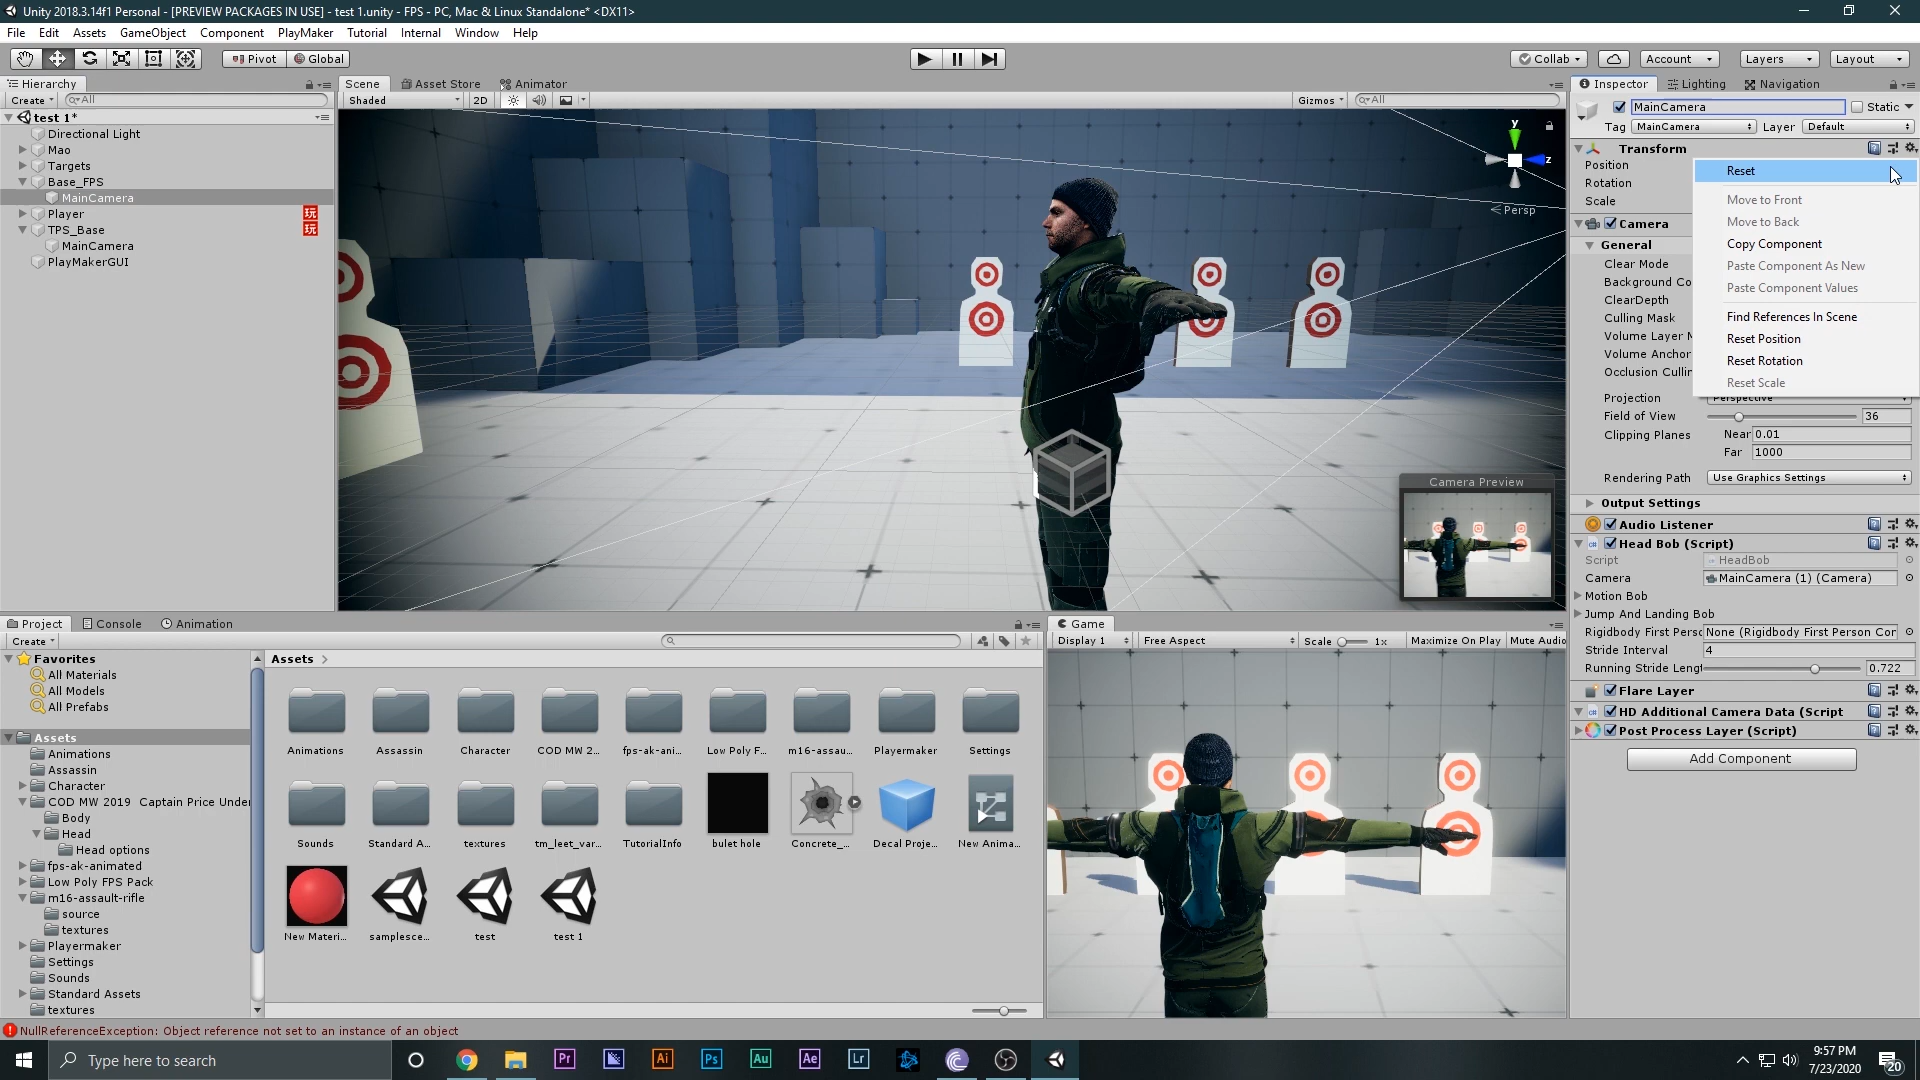 Unity 2018.3.14f1 Personal - [PREVIEW PACKAGES IN USE] - test 1.unity - FPS - PC, Mac & Linux Standalone* <DX11>
File Edit Assets GameObject Component PlayMaker Tutorial Internal Window Help
Pivot Global Collab Account Layers Layout
Hierarchy
Create All
test 1*
Directional Light
Mao
Targets
Base_FPS
MainCamera
Player 玩
TPS_Base 玩
MainCamera
PlayMakerGUI
Scene Asset Store Animator
Shaded 2D Gizmos All
y
z
Persp
Camera Preview
Inspector Lighting Navigation
MainCamera Static
Tag MainCamera Layer Default
Transform
Position
Rotation
Scale
Reset
Move to Front
Move to Back
Copy Component
Paste Component As New
Paste Component Values
Find References In Scene
Reset Position
Reset Rotation
Reset Scale
Camera
General
Clear Mode
Background Co
ClearDepth
Culling Mask
Volume Layer M
Volume Anchor
Occlusion Cullin
Projection Perspective
Field of View 36
Clipping Planes Near 0.01
Far 1000
Rendering Path Use Graphics Settings
Output Settings
Audio Listener
Head Bob (Script)
Script HeadBob
Camera MainCamera (1) (Camera)
Motion Bob
Jump And Landing Bob
Rigidbody First Perso None (Rigidbody First Person Con
Stride Interval 4
Running Stride Lengt 0.722
Flare Layer
HD Additional Camera Data (Script
Post Process Layer (Script)
Add Component
Project Console Animation
Create
Favorites
All Materials
All Models
All Prefabs
Assets
Animations
Assassin
Character
COD MW 2019 Captain Price Under
Body
Head
Head options
fps-ak-animated
Low Poly FPS Pack
m16-assault-rifle
source
textures
Playermaker
Settings
Sounds
Standard Assets
textures
Assets
Animations Assassin Character COD MW 2... fps-ak-ani... Low Poly F... m16-assau... Playermaker Settings
Sounds Standard A... textures tm_leet_var... TutorialInfo bulet hole Concrete_... Decal Proje... New Anima...
New Materi... samplesce... test test 1
Game
Display 1 Free Aspect Scale 1x Maximize On Play Mute Audio
NullReferenceException: Object reference not set to an instance of an object
Type here to search
Pr Ai Ps Au Ae Lr
9:57 PM
7/23/2020
20